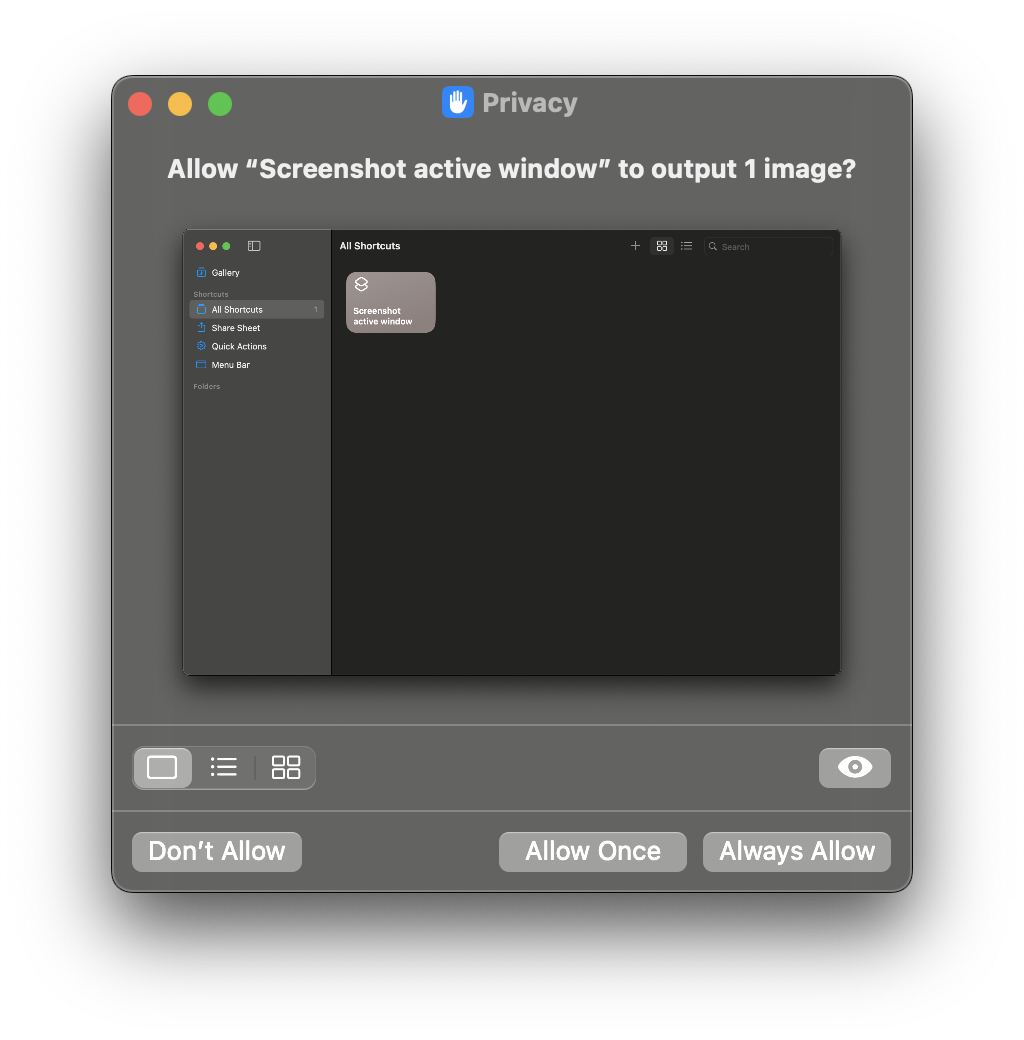 Privacy
Allow “Screenshot active window” to output 1 image?
All Shortcuts
Search
Gallery
Shortcuts
All Shortcuts 1
Share Sheet
Quick Actions
Menu Bar
Folders
Screenshot
active window
Don’t Allow
Allow Once
Always Allow